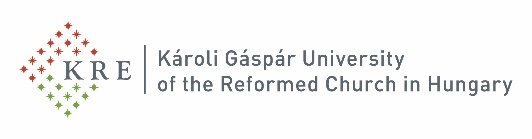 KRE
Károli Gáspár University
of the Reformed Church in Hungary